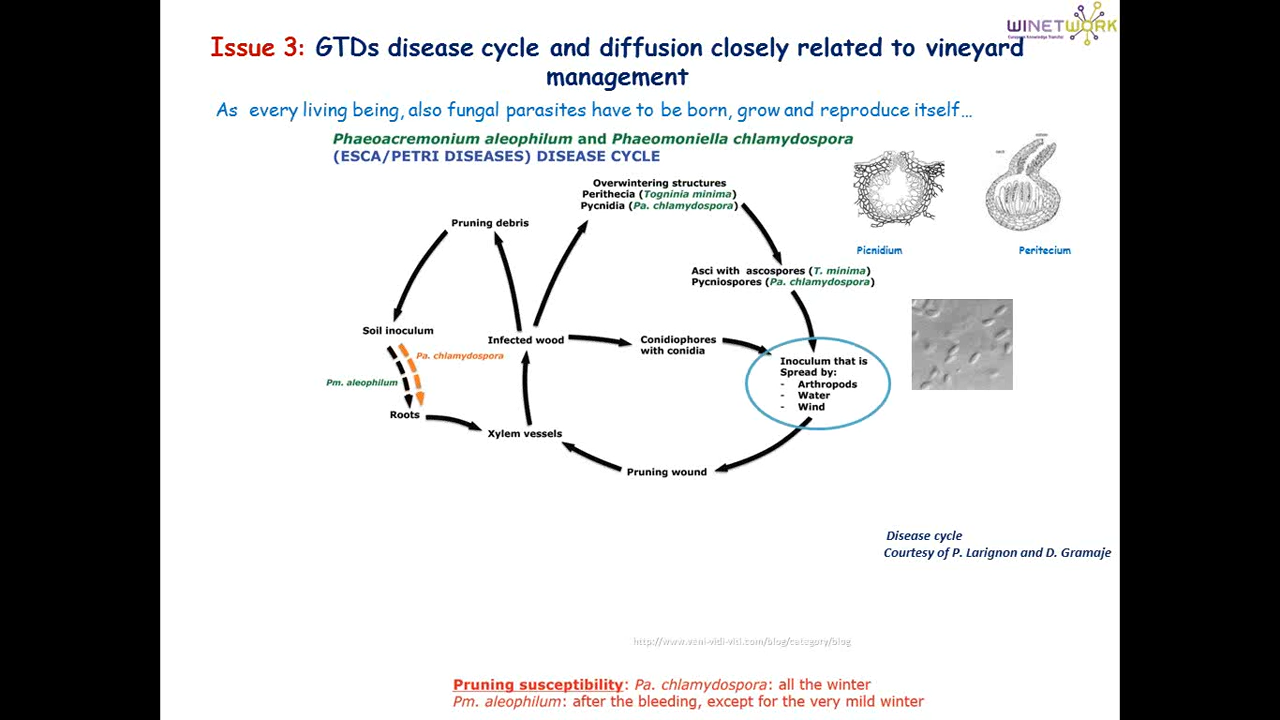 WINETWORK
Issue 3: GTDs disease cycle and diffusion closely related to vineyard
management
As every living being, also fungal parasites have to be born, grow and reproduce itself...
Phaeoacremonium aleophilum and Phaeomoniella chlamydospora
(ESCA/PETRI DISEASES) DISEASE CYCLE
Overwintering structures
Perithecia (Togninia minima)
Pycnidia (Pa. chlamydospora)
Pruning debris
Picnidium
Peritecium
Asci with ascospores (T. minima)
Pycniospores (Pa. chlamydospora)
Soil inoculum
Infected wood
Conidiophores
with conidia
Pa. chlamydospora
Pm. aleophilum
Inoculum that is
Spread by:
- Arthropods
- Water
- Wind
Roots
Xylem vessels
Pruning wound
Disease cycle
Courtesy of P. Larignon and D. Gramaje
http://www.veni-vidi-viti.com/blog/category/blog
Pruning susceptibility: Pa. chlamydospora: all the winter
Pm. aleophilum: after the bleeding, except for the very mild winter